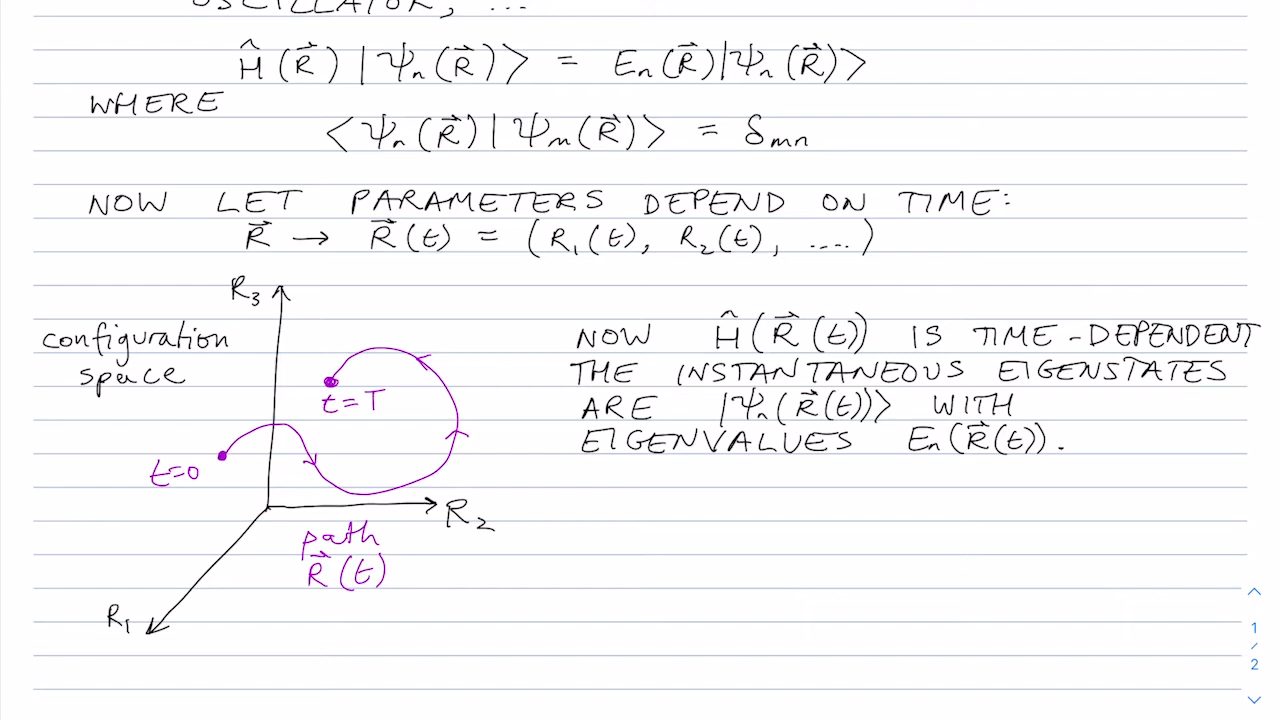 OSCILLATOR, ...
Ĥ(R⃗) |Ψn(R⃗)⟩ = En(R⃗)|Ψn(R⃗)⟩
WHERE
⟨Ψn(R⃗)|Ψm(R⃗)⟩ = δmn
NOW LET PARAMETERS DEPEND ON TIME:
R⃗ → R⃗(t) = (R₁(t), R₂(t), ....)
R₃
configuration
space
t=T
t=0
R₂
path
R⃗(t)
R₁
NOW Ĥ(R⃗(t)) IS TIME-DEPENDENT
THE INSTANTANEOUS EIGENSTATES
ARE |Ψn(R⃗(t))⟩ WITH
EIGENVALUES En(R⃗(t)).
1
/
2